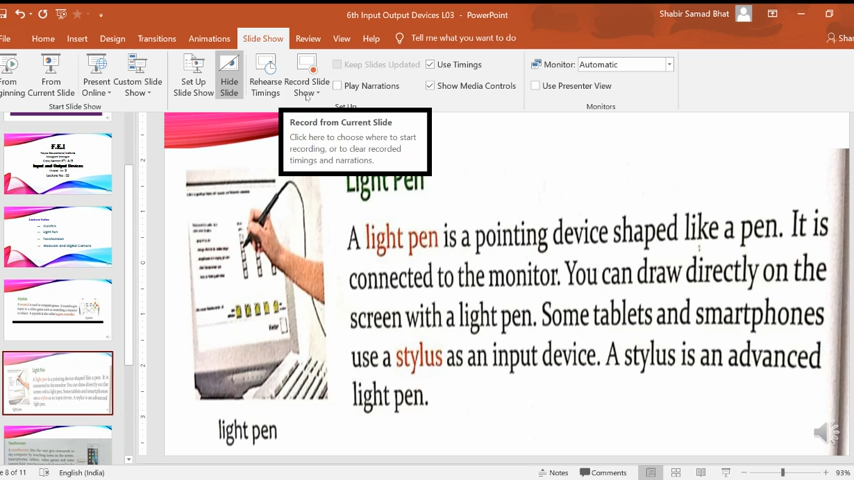 6th Input Output Devices L03 - PowerPoint
Shabir Samad Bhat
File Home Insert Design Transitions Animations Slide Show Review View Help Tell me what you want to do
From Beginning
From Current Slide
Present Online
Custom Slide Show
Start Slide Show
Set Up Slide Show
Hide Slide
Rehearse Timings
Record Slide Show
Keep Slides Updated
Play Narrations
Use Timings
Show Media Controls
Set Up
Monitor: Automatic
Use Presenter View
Monitors
Record from Current Slide
Click here to choose where to start
recording, or to clear recorded
timings and narrations.
F.E.I
Input and Output Devices
Light Pen
A light pen is a pointing device shaped like a pen. It is
connected to the monitor. You can draw directly on the
screen with a light pen. Some tablets and smartphones
use a stylus as an input device. A stylus is an advanced
light pen.
light pen
8 of 11 English (India)
Notes Comments 93%